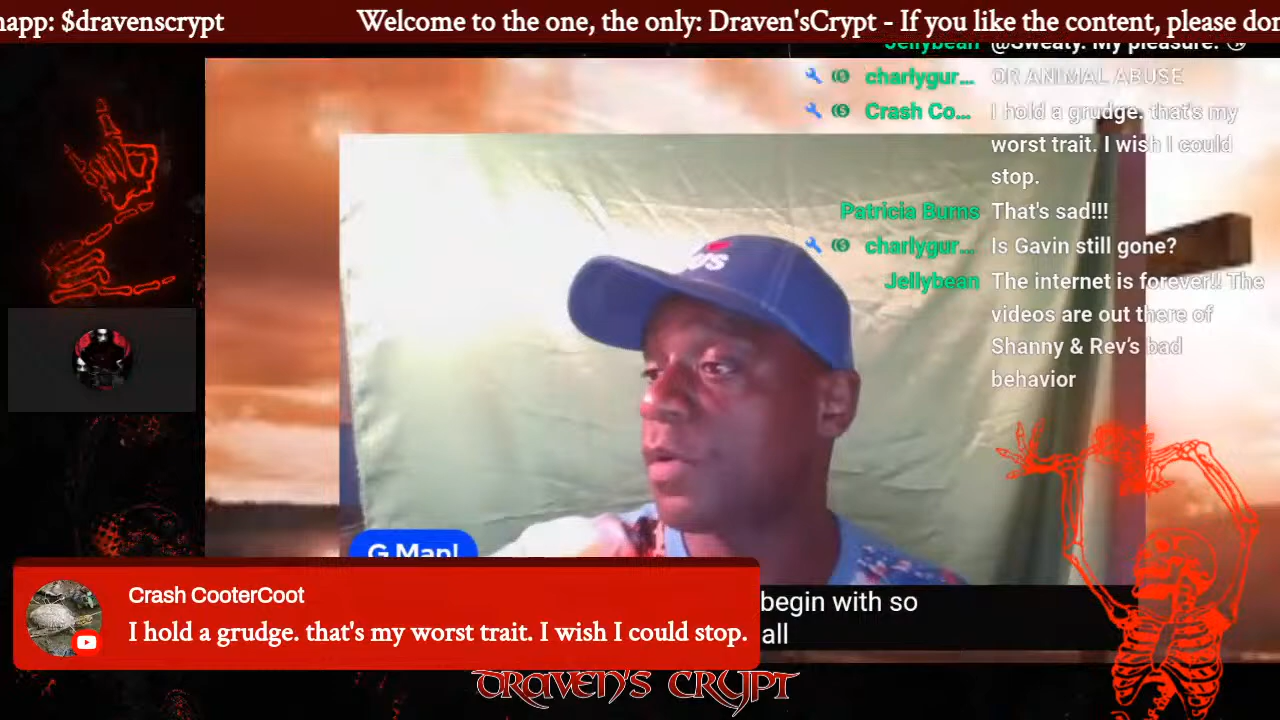 napp: $dravenscrypt Welcome to the one, the only: Draven'sCrypt - If you like the content, please don
Jellybean @Sweaty. My pleasure.
charlygur... OR ANIMAL ABUSE
Crash Co... I hold a grudge. that's my
worst trait. I wish I could
stop.
Patricia Burns That's sad!!!
charlygur... Is Gavin still gone?
Jellybean The internet is forever!! The
videos are out there of
Shanny & Rev's bad
behavior
G Map!
Crash CooterCoot
I hold a grudge. that's my worst trait. I wish I could stop.
begin with so
all
DRAVEN'S CRYPT